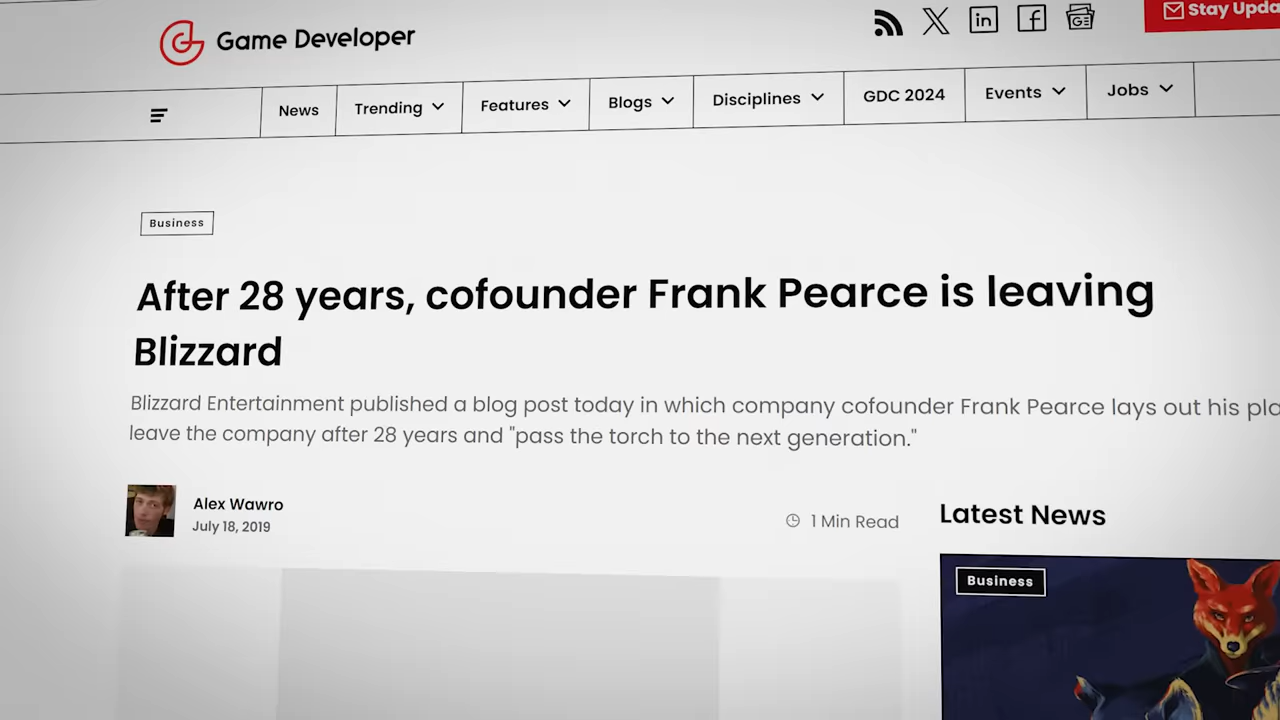 Game Developer
Stay Upda
News
Trending
Features
Blogs
Disciplines
GDC 2024
Events
Jobs
Business
After 28 years, cofounder Frank Pearce is leaving
Blizzard
Blizzard Entertainment published a blog post today in which company cofounder Frank Pearce lays out his pla
leave the company after 28 years and "pass the torch to the next generation."
Alex Wawro
July 18, 2019
1 Min Read
Latest News
Business